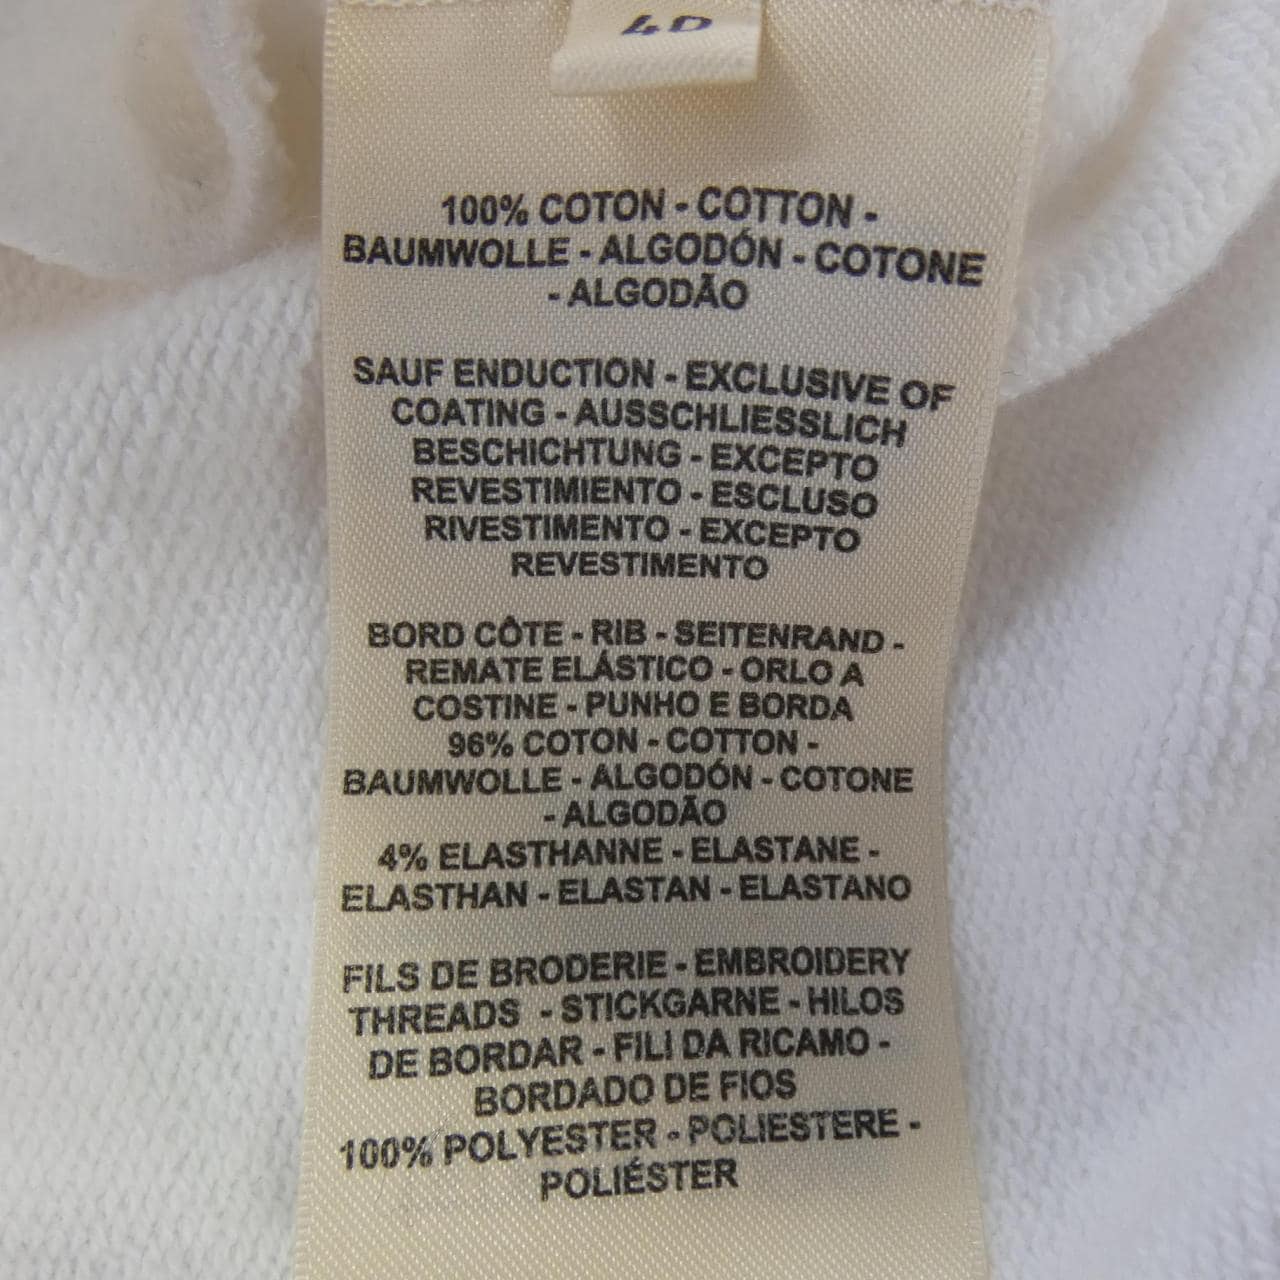 100% COTON - COTTON -
BAUMWOLLE - ALGODÓN - COTONE
- ALGODÃO
SAUF ENDUCTION - EXCLUSIVE OF
COATING - AUSSCHLIESSLICH
BESCHICHTUNG - EXCEPTO
REVESTIMIENTO - ESCLUSO
RIVESTIMENTO - EXCEPTO
REVESTIMENTO
BORD CÔTE - RIB - SEITENRAND -
REMATE ELÁSTICO - ORLO A
COSTINE - PUNHO E BORDA
96% COTON - COTTON -
BAUMWOLLE - ALGODÓN - COTONE
- ALGODÃO
4% ELASTHANNE - ELASTANE -
ELASTHAN - ELASTAN - ELASTANO
FILS DE BRODERIE - EMBROIDERY
THREADS - STICKGARNE - HILOS
DE BORDAR - FILI DA RICAMO -
BORDADO DE FIOS
100% POLYESTER - POLIESTERE -
POLIÉSTER